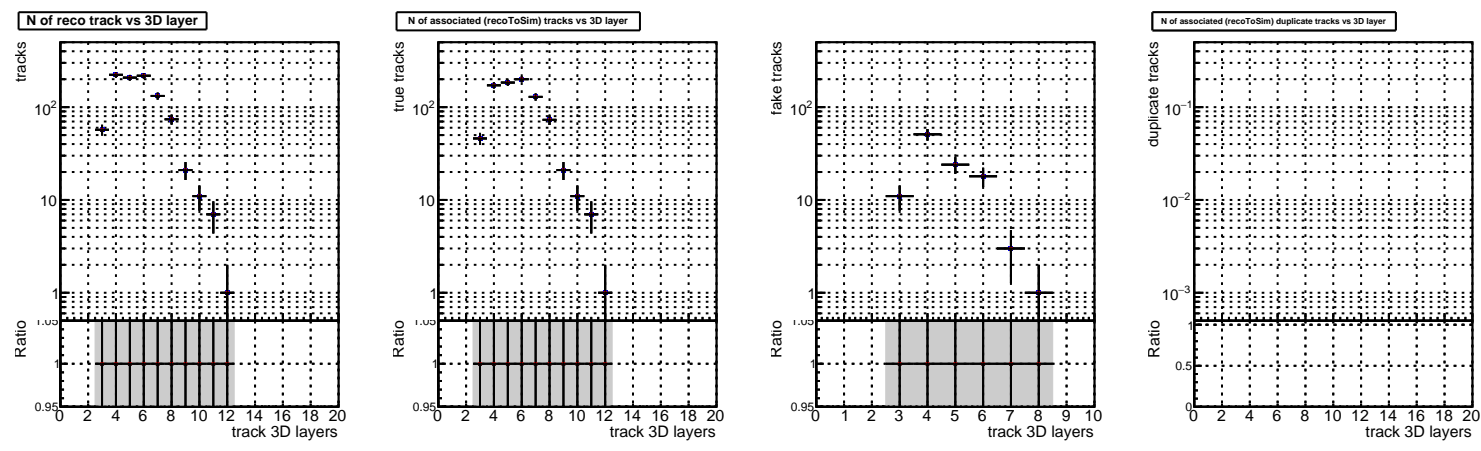 N of reco track vs 3D layer
tracks
10²
10
1
Ratio
1.05
1
0.95
0 2 4 6 8 10 12 14 16 18 20
track 3D layers
N of associated (recoToSim) tracks vs 3D layer
true tracks
10²
10
1
Ratio
1.05
1
0.95
0 2 4 6 8 10 12 14 16 18 20
track 3D layers
fake tracks
10²
10
1
Ratio
1.05
1
0.95
0 1 2 3 4 5 6 7 8 9 10
track 3D layers
N of associated (recoToSim) duplicate tracks vs 3D layer
duplicate tracks
10⁻¹
10⁻²
10⁻³
Ratio
1
0.5
0
0 2 4 6 8 10 12 14 16 18 20
track 3D layers